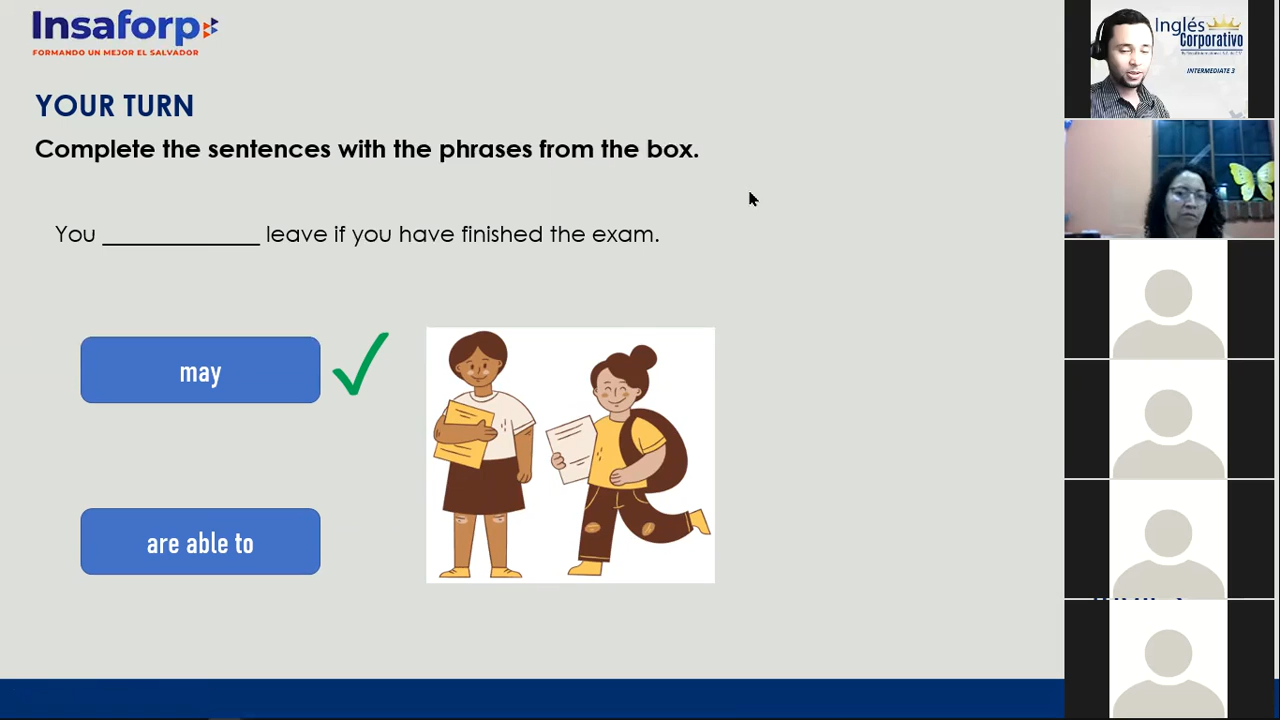 Insaforp
FORMANDO UN MEJOR EL SALVADOR
YOUR TURN
Complete the sentences with the phrases from the box.
You _____________ leave if you have finished the exam.
may
are able to
Inglés
Corporativo
INTERMEDIATE 3